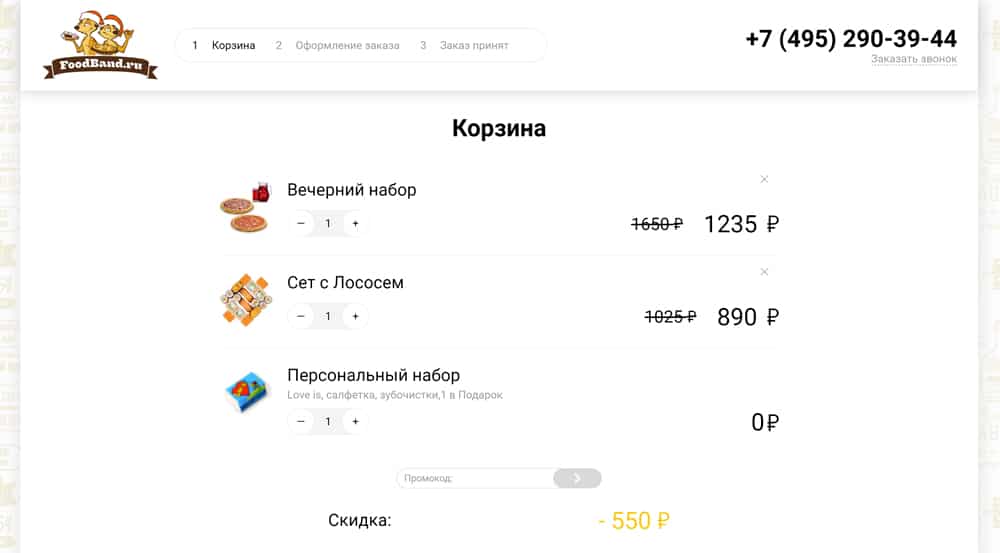 FoodBand.ru
1 Корзина 2 Оформление заказа 3 Заказ принят
+7 (495) 290-39-44
Заказать звонок
Корзина
Вечерний набор
×
− 1 +
1650 ₽ 1235 ₽
Сет с Лососем
×
− 1 +
1025 ₽ 890 ₽
Персональный набор
Love is, салфетка, зубочистки,1 в Подарок
− 1 +
0₽
Промокод:
Скидка: - 550 ₽